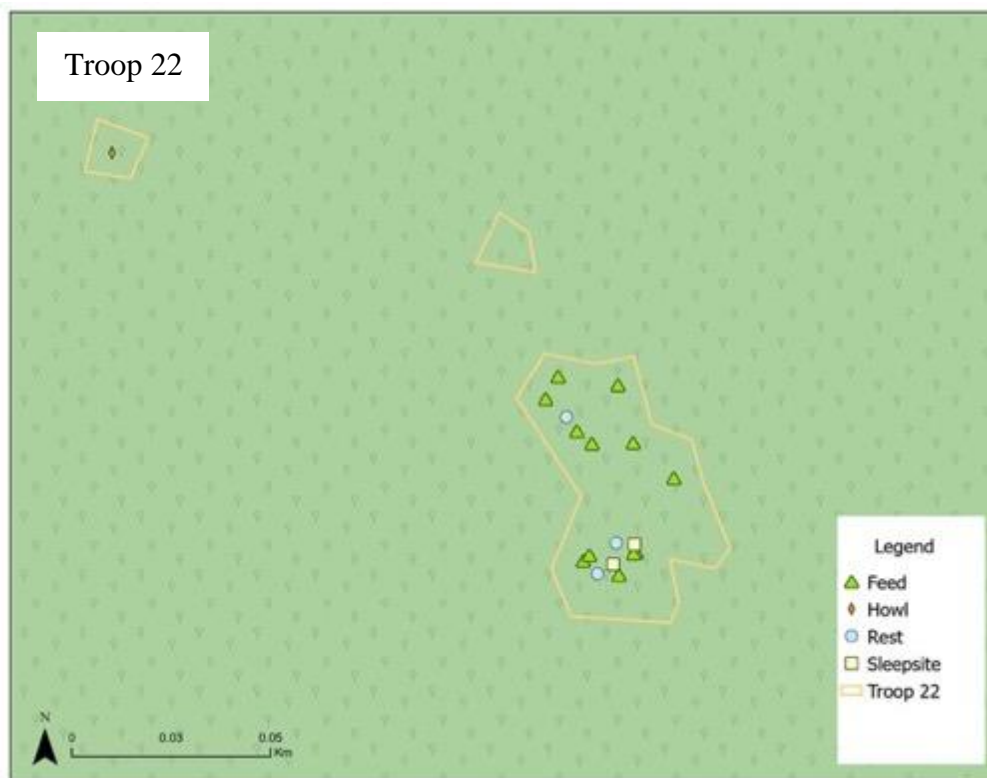 Troop 22
Legend
Feed
Howl
Rest
Sleepsite
Troop 22
N
0 0.03 0.05
Km